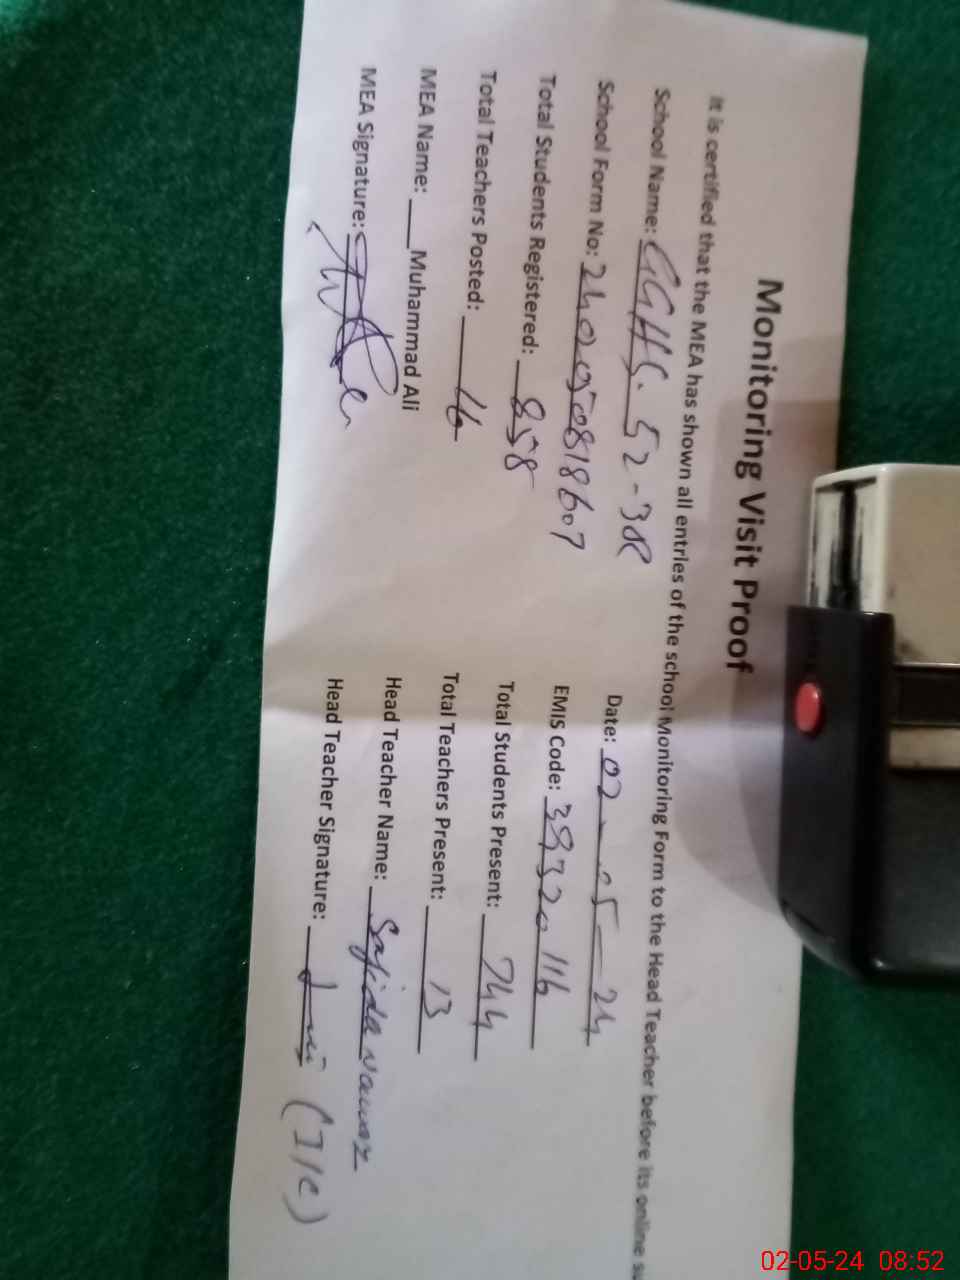 Monitoring Visit Proof
It is certified that the MEA has shown all entries of the school Monitoring Form to the Head Teacher before its online
School Name: GGHS. 52-3R
Date: 02-05-24
School Form No: 2405050818607
EMIS Code: 39320116
Total Students Registered: 858
Total Students Present: 744
Total Teachers Posted: 16
Total Teachers Present: 13
MEA Name: Muhammad Ali
Head Teacher Name: Sajida Nawaz
MEA Signature:
Head Teacher Signature: (I/C)
02-05-24 08:52